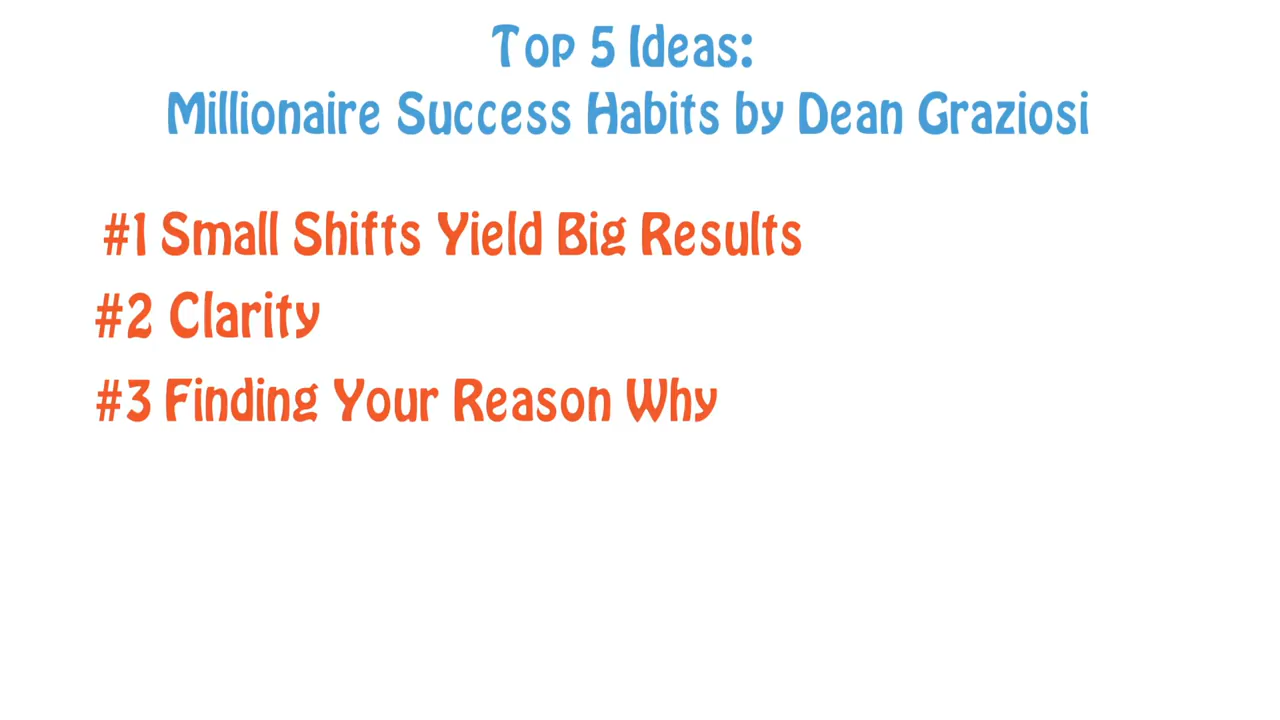 Top 5 Ideas:
Millionaire Success Habits by Dean Graziosi
#1 Small Shifts Yield Big Results
#2 Clarity
#3 Finding Your Reason Why